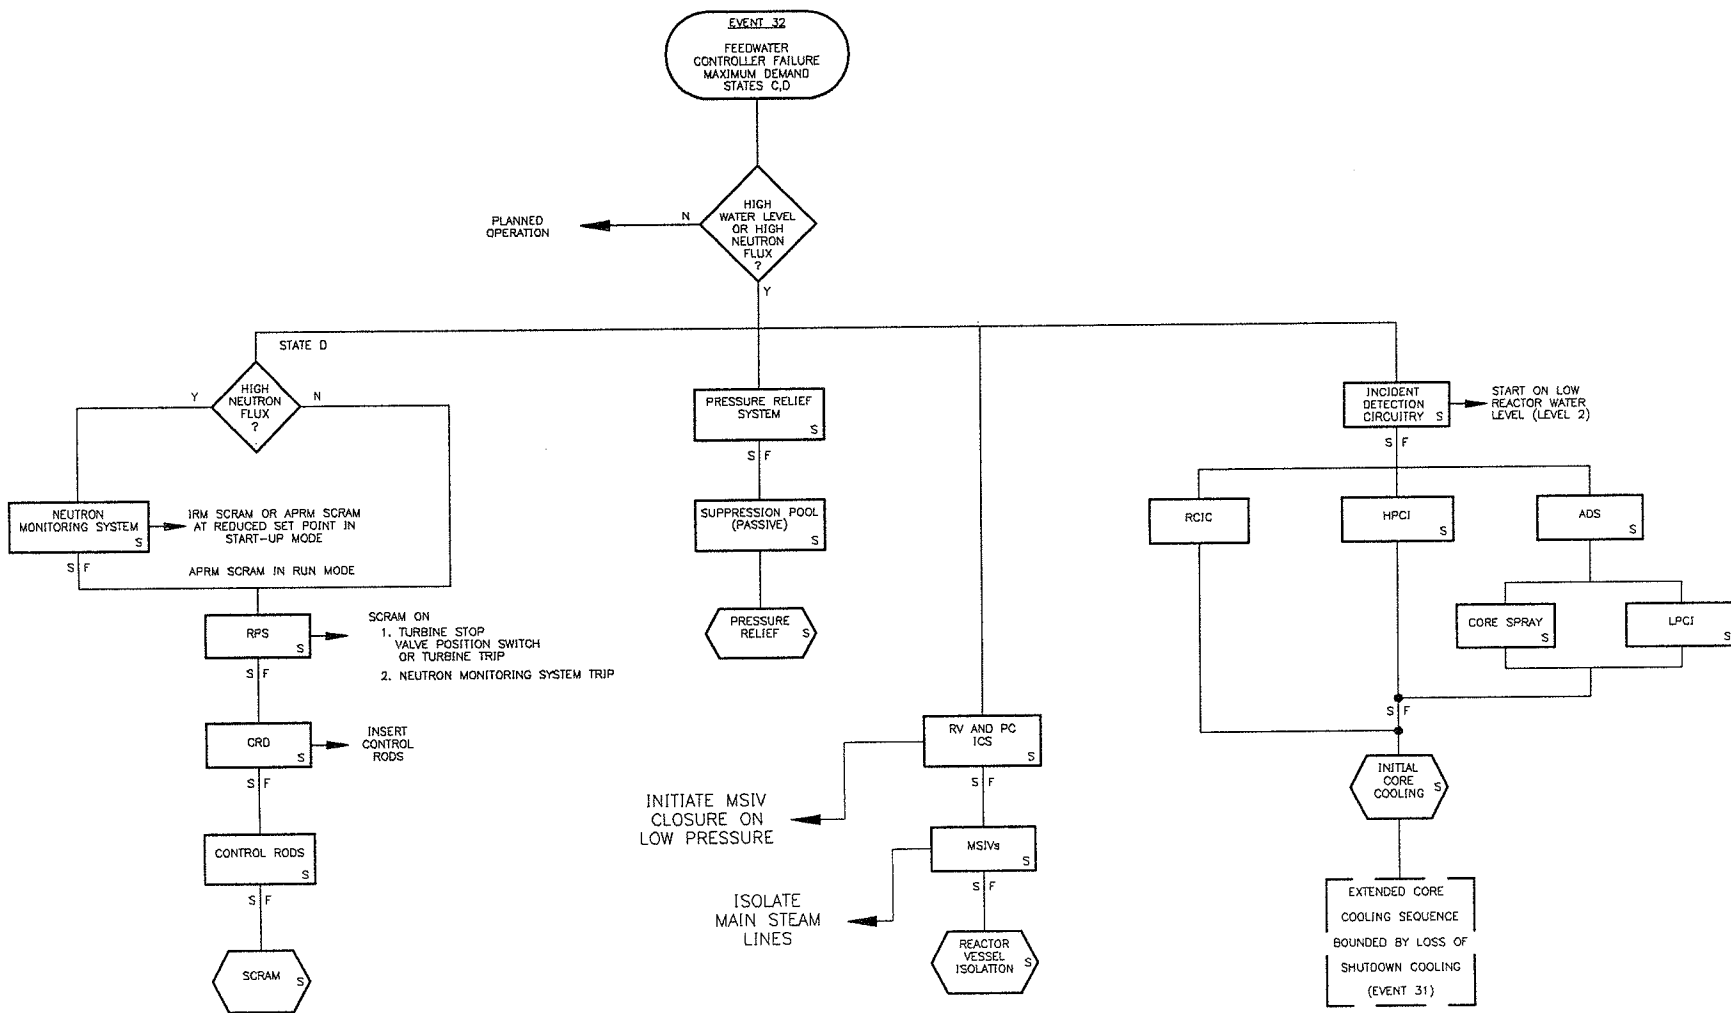 EVENT 32
FEEDWATER
CONTROLLER FAILURE
MAXIMUM DEMAND
STATES C,D
HIGH
WATER LEVEL
OR HIGH
NEUTRON
FLUX
?
N
Y
PLANNED
OPERATION
STATE D
HIGH
NEUTRON
FLUX
?
Y
N
NEUTRON
MONITORING SYSTEM
S
IRM SCRAM OR APRM SCRAM
AT REDUCED SET POINT IN
START-UP MODE
S F
APRM SCRAM IN RUN MODE
RPS
S
SCRAM ON
1. TURBINE STOP
VALVE POSITION SWITCH
OR TURBINE TRIP
2. NEUTRON MONITORING SYSTEM TRIP
S F
CRD
S
INSERT
CONTROL
RODS
S F
CONTROL RODS
S
S F
SCRAM
S
PRESSURE RELIEF
SYSTEM
S
S F
SUPPRESSION POOL
(PASSIVE)
S
PRESSURE
RELIEF
S
RV AND PC
ICS
S
S F
INITIATE MSIV
CLOSURE ON
LOW PRESSURE
MSIVs
S
S F
ISOLATE
MAIN STEAM
LINES
REACTOR
VESSEL
ISOLATION
S
INCIDENT
DETECTION
CIRCUITRY
S
START ON LOW
REACTOR WATER
LEVEL (LEVEL 2)
S F
RCIC
HPCI
S
ADS
S
CORE SPRAY
S
LPCI
S
S F
INITIAL
CORE
COOLING
S
EXTENDED CORE
COOLING SEQUENCE
BOUNDED BY LOSS OF
SHUTDOWN COOLING
(EVENT 31)